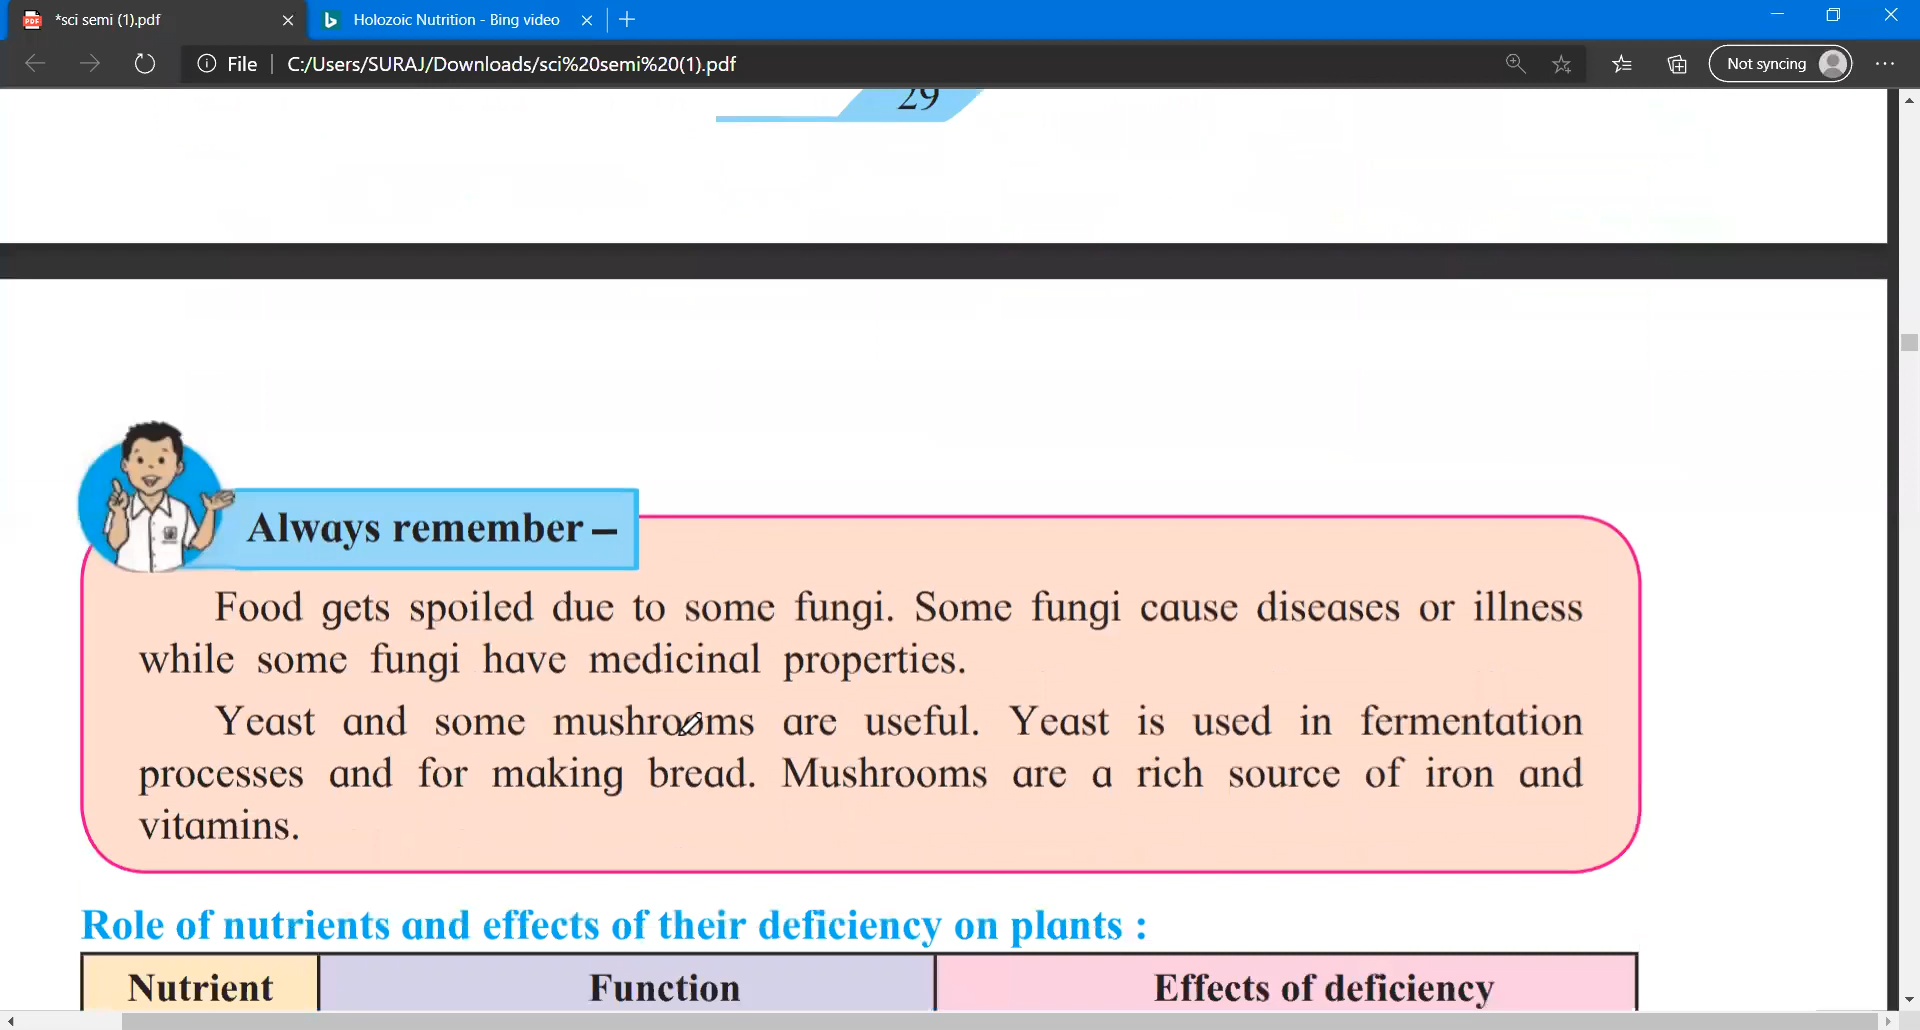 *sci semi (1).pdf
Holozoic Nutrition - Bing video
File
C:/Users/SURAJ/Downloads/sci%20semi%20(1).pdf
Not syncing
29
Always remember –
Food gets spoiled due to some fungi. Some fungi cause diseases or illness
while some fungi have medicinal properties.
Yeast and some mushrooms are useful. Yeast is used in fermentation
processes and for making bread. Mushrooms are a rich source of iron and
vitamins.
Role of nutrients and effects of their deficiency on plants :
Nutrient Function Effects of deficiency